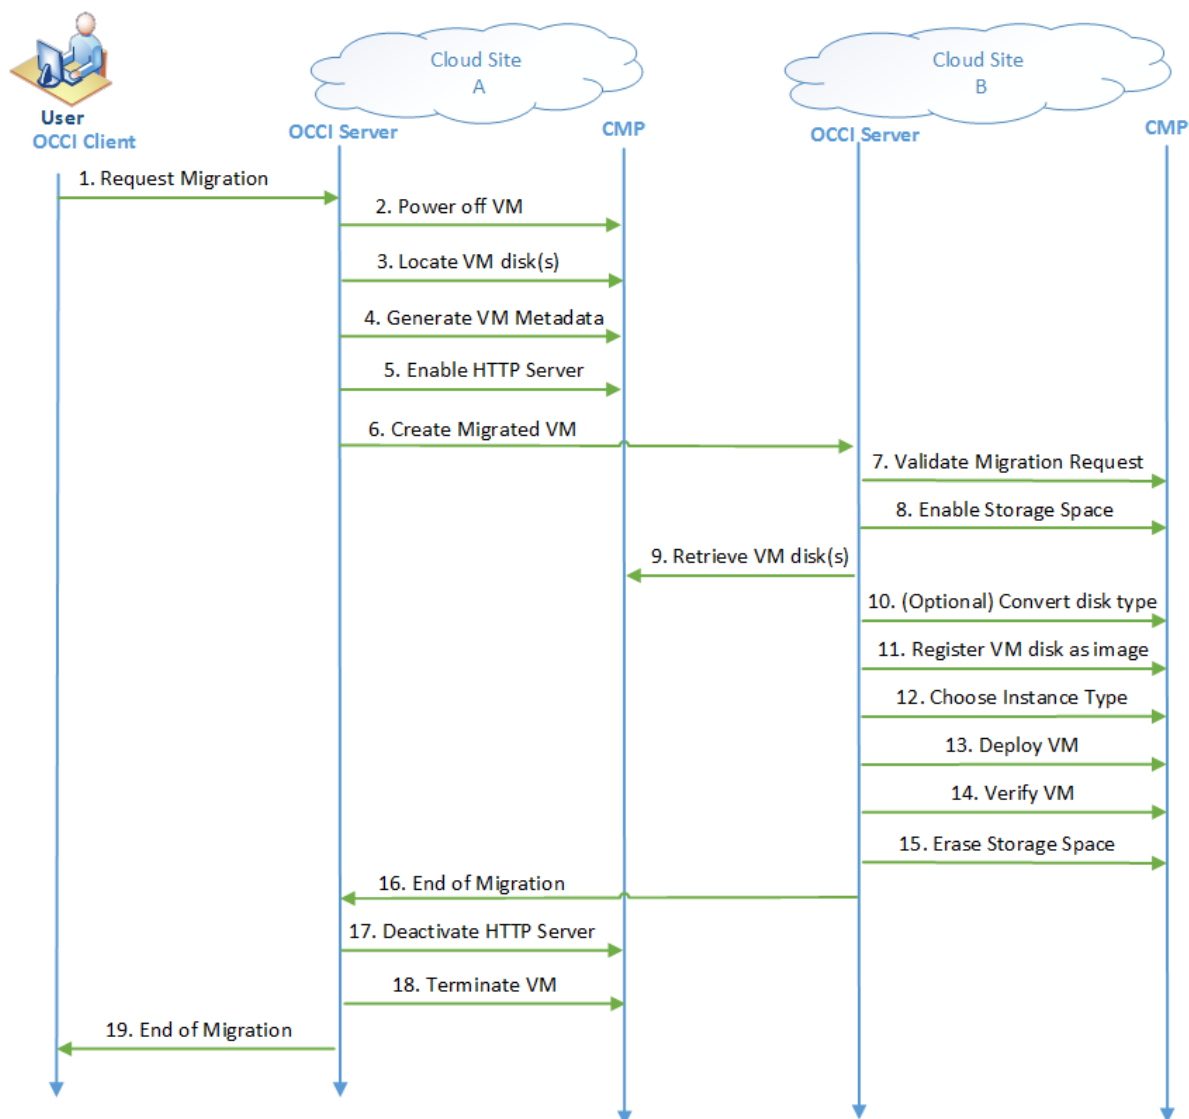 Cloud Site
A
Cloud Site
B
User
OCCI Client
OCCI Server
CMP
OCCI Server
CMP
1. Request Migration
2. Power off VM
3. Locate VM disk(s)
4. Generate VM Metadata
5. Enable HTTP Server
6. Create Migrated VM
7. Validate Migration Request
8. Enable Storage Space
9. Retrieve VM disk(s)
10. (Optional) Convert disk type
11. Register VM disk as image
12. Choose Instance Type
13. Deploy VM
14. Verify VM
15. Erase Storage Space
16. End of Migration
17. Deactivate HTTP Server
18. Terminate VM
19. End of Migration